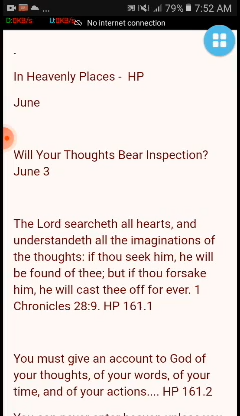 D:0KB/s U:0KB/s No internet connection 79% 7:52 AM
.
In Heavenly Places - HP
June
Will Your Thoughts Bear Inspection?
June 3
The Lord searcheth all hearts, and
understandeth all the imaginations of
the thoughts: if thou seek him, he will
be found of thee; but if thou forsake
him, he will cast thee off for ever. 1
Chronicles 28:9. HP 161.1
You must give an account to God of
your thoughts, of your words, of your
time, and of your actions.... HP 161.2